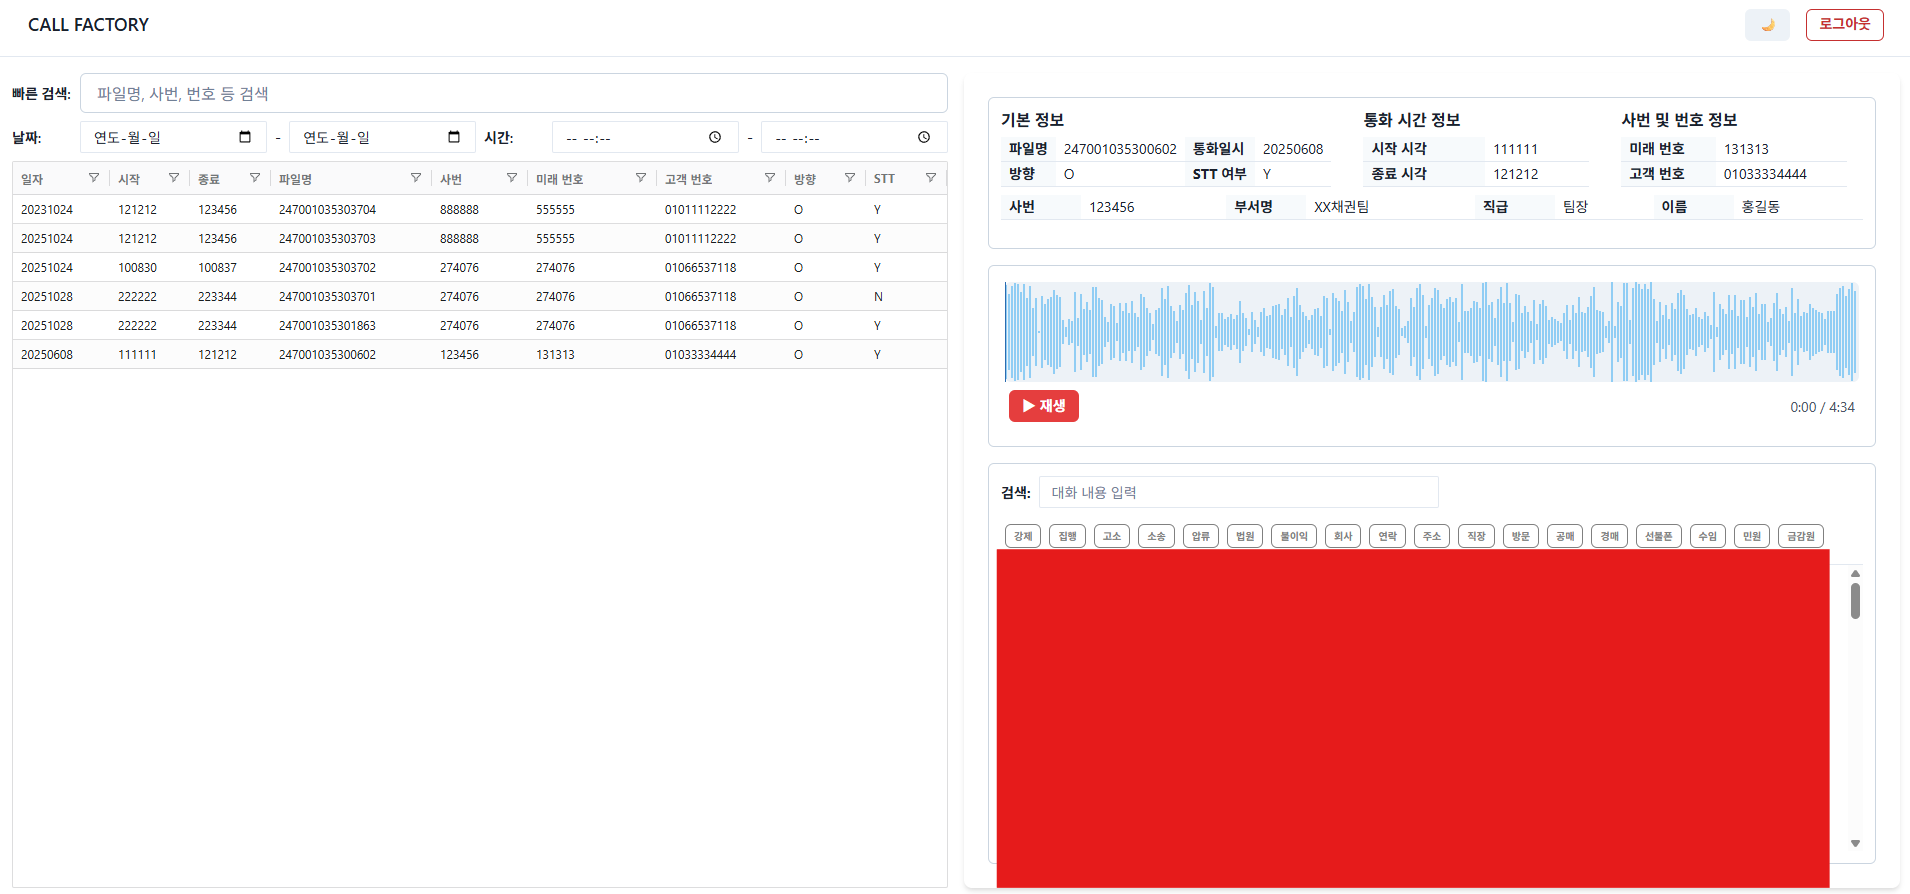 CALL FACTORY
로그아웃
빠른 검색: 파일명, 사번, 번호 등 검색
날짜: 연도-월-일 - 연도-월-일 시간: -- --:-- - -- --:--
일자 시작 종료 파일명 사번 미래 번호 고객 번호 방향 STT
20231024 121212 123456 247001035303704 888888 555555 01011112222 O Y
20251024 121212 123456 247001035303703 888888 555555 01011112222 O Y
20251024 100830 100837 247001035303702 274076 274076 01066537118 O Y
20251028 222222 223344 247001035303701 274076 274076 01066537118 O N
20251028 222222 223344 247001035301863 274076 274076 01066537118 O Y
20250608 111111 121212 247001035300602 123456 131313 01033334444 O Y
기본 정보 통화 시간 정보 사번 및 번호 정보
파일명 247001035300602 통화일시 20250608 시작 시각 111111 미래 번호 131313
방향 O STT 여부 Y 종료 시각 121212 고객 번호 01033334444
사번 123456 부서명 XX채권팀 직급 팀장 이름 홍길동
▶ 재생 0:00 / 4:34
검색: 대화 내용 입력
강제 집행 고소 소송 압류 법원 불이익 회사 연락 주소 직장 방문 공매 경매 선불폰 수임 민원 금감원